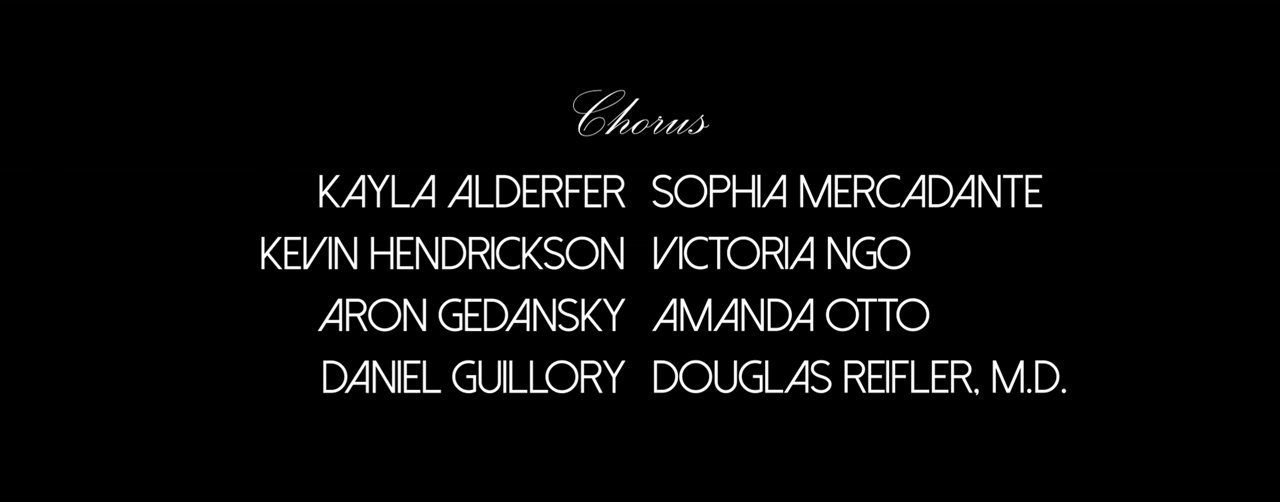 Chorus
KAYLA ALDERFER SOPHIA MERCADANTE
KEVIN HENDRICKSON VICTORIA NGO
ARON GEDANSKY AMANDA OTTO
DANIEL GUILLORY DOUGLAS REIFLER, M.D.